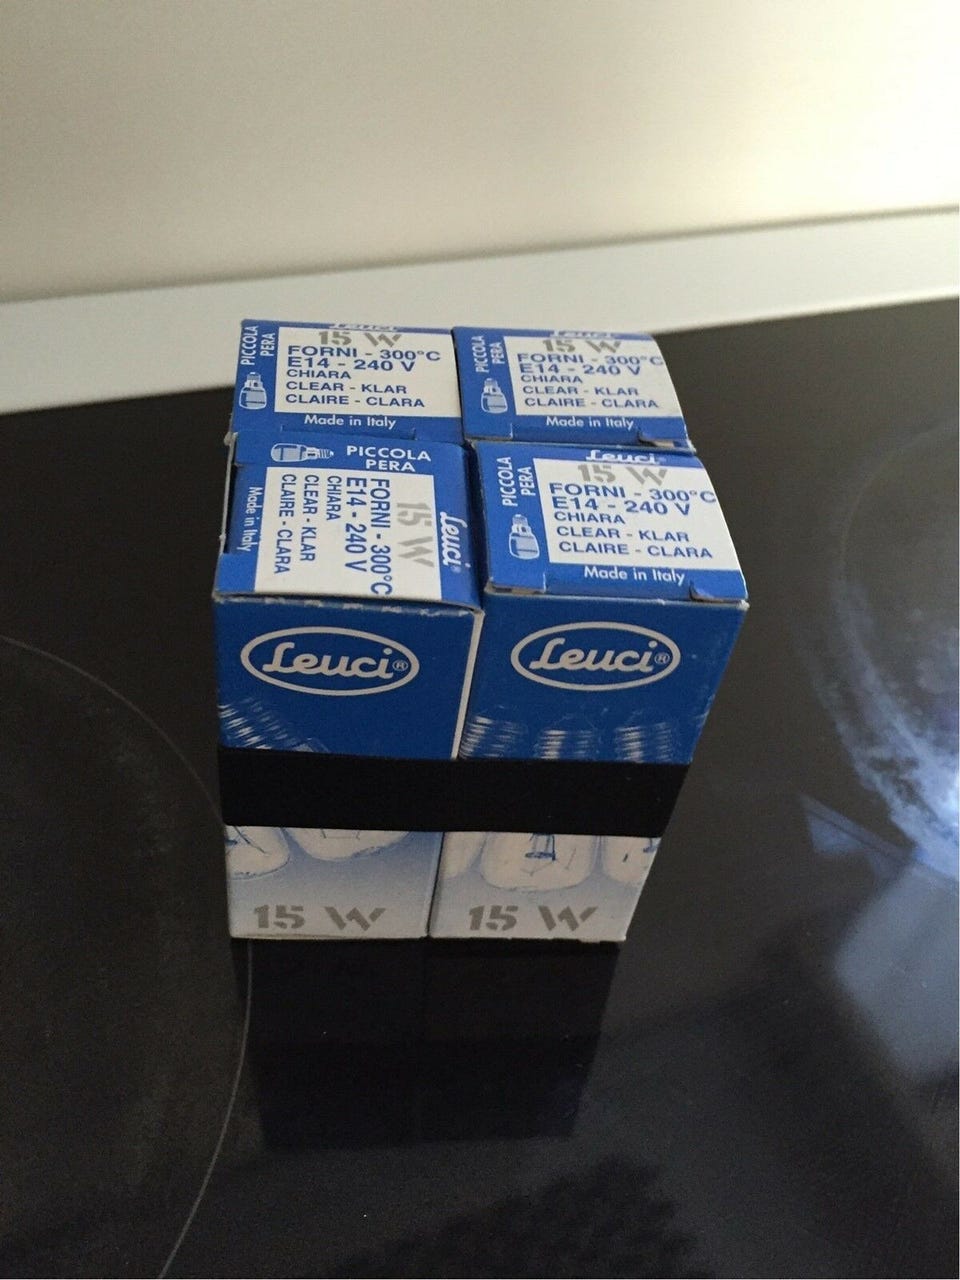 Leuci
15 W
FORNI - 300°C
E14 - 240 V
CHIARA
CLEAR - KLAR
CLAIRE - CLARA
Made in Italy
PICCOLA
PERA
Leuci
15 W
FORNI - 300°C
E14 - 240 V
CHIARA
CLEAR - KLAR
CLAIRE - CLARA
Made in Italy
PICCOLA
PERA
PICCOLA
PERA
Leuci®
15 W
FORNI - 300°C
E14 - 240 V
CHIARA
CLEAR - KLAR
CLAIRE - CLARA
Made in Italy
Leuci
15 W
FORNI - 300°C
E14 - 240 V
CHIARA
CLEAR - KLAR
CLAIRE - CLARA
Made in Italy
PICCOLA
PERA
Leuci®
Leuci®
15 W
15 W